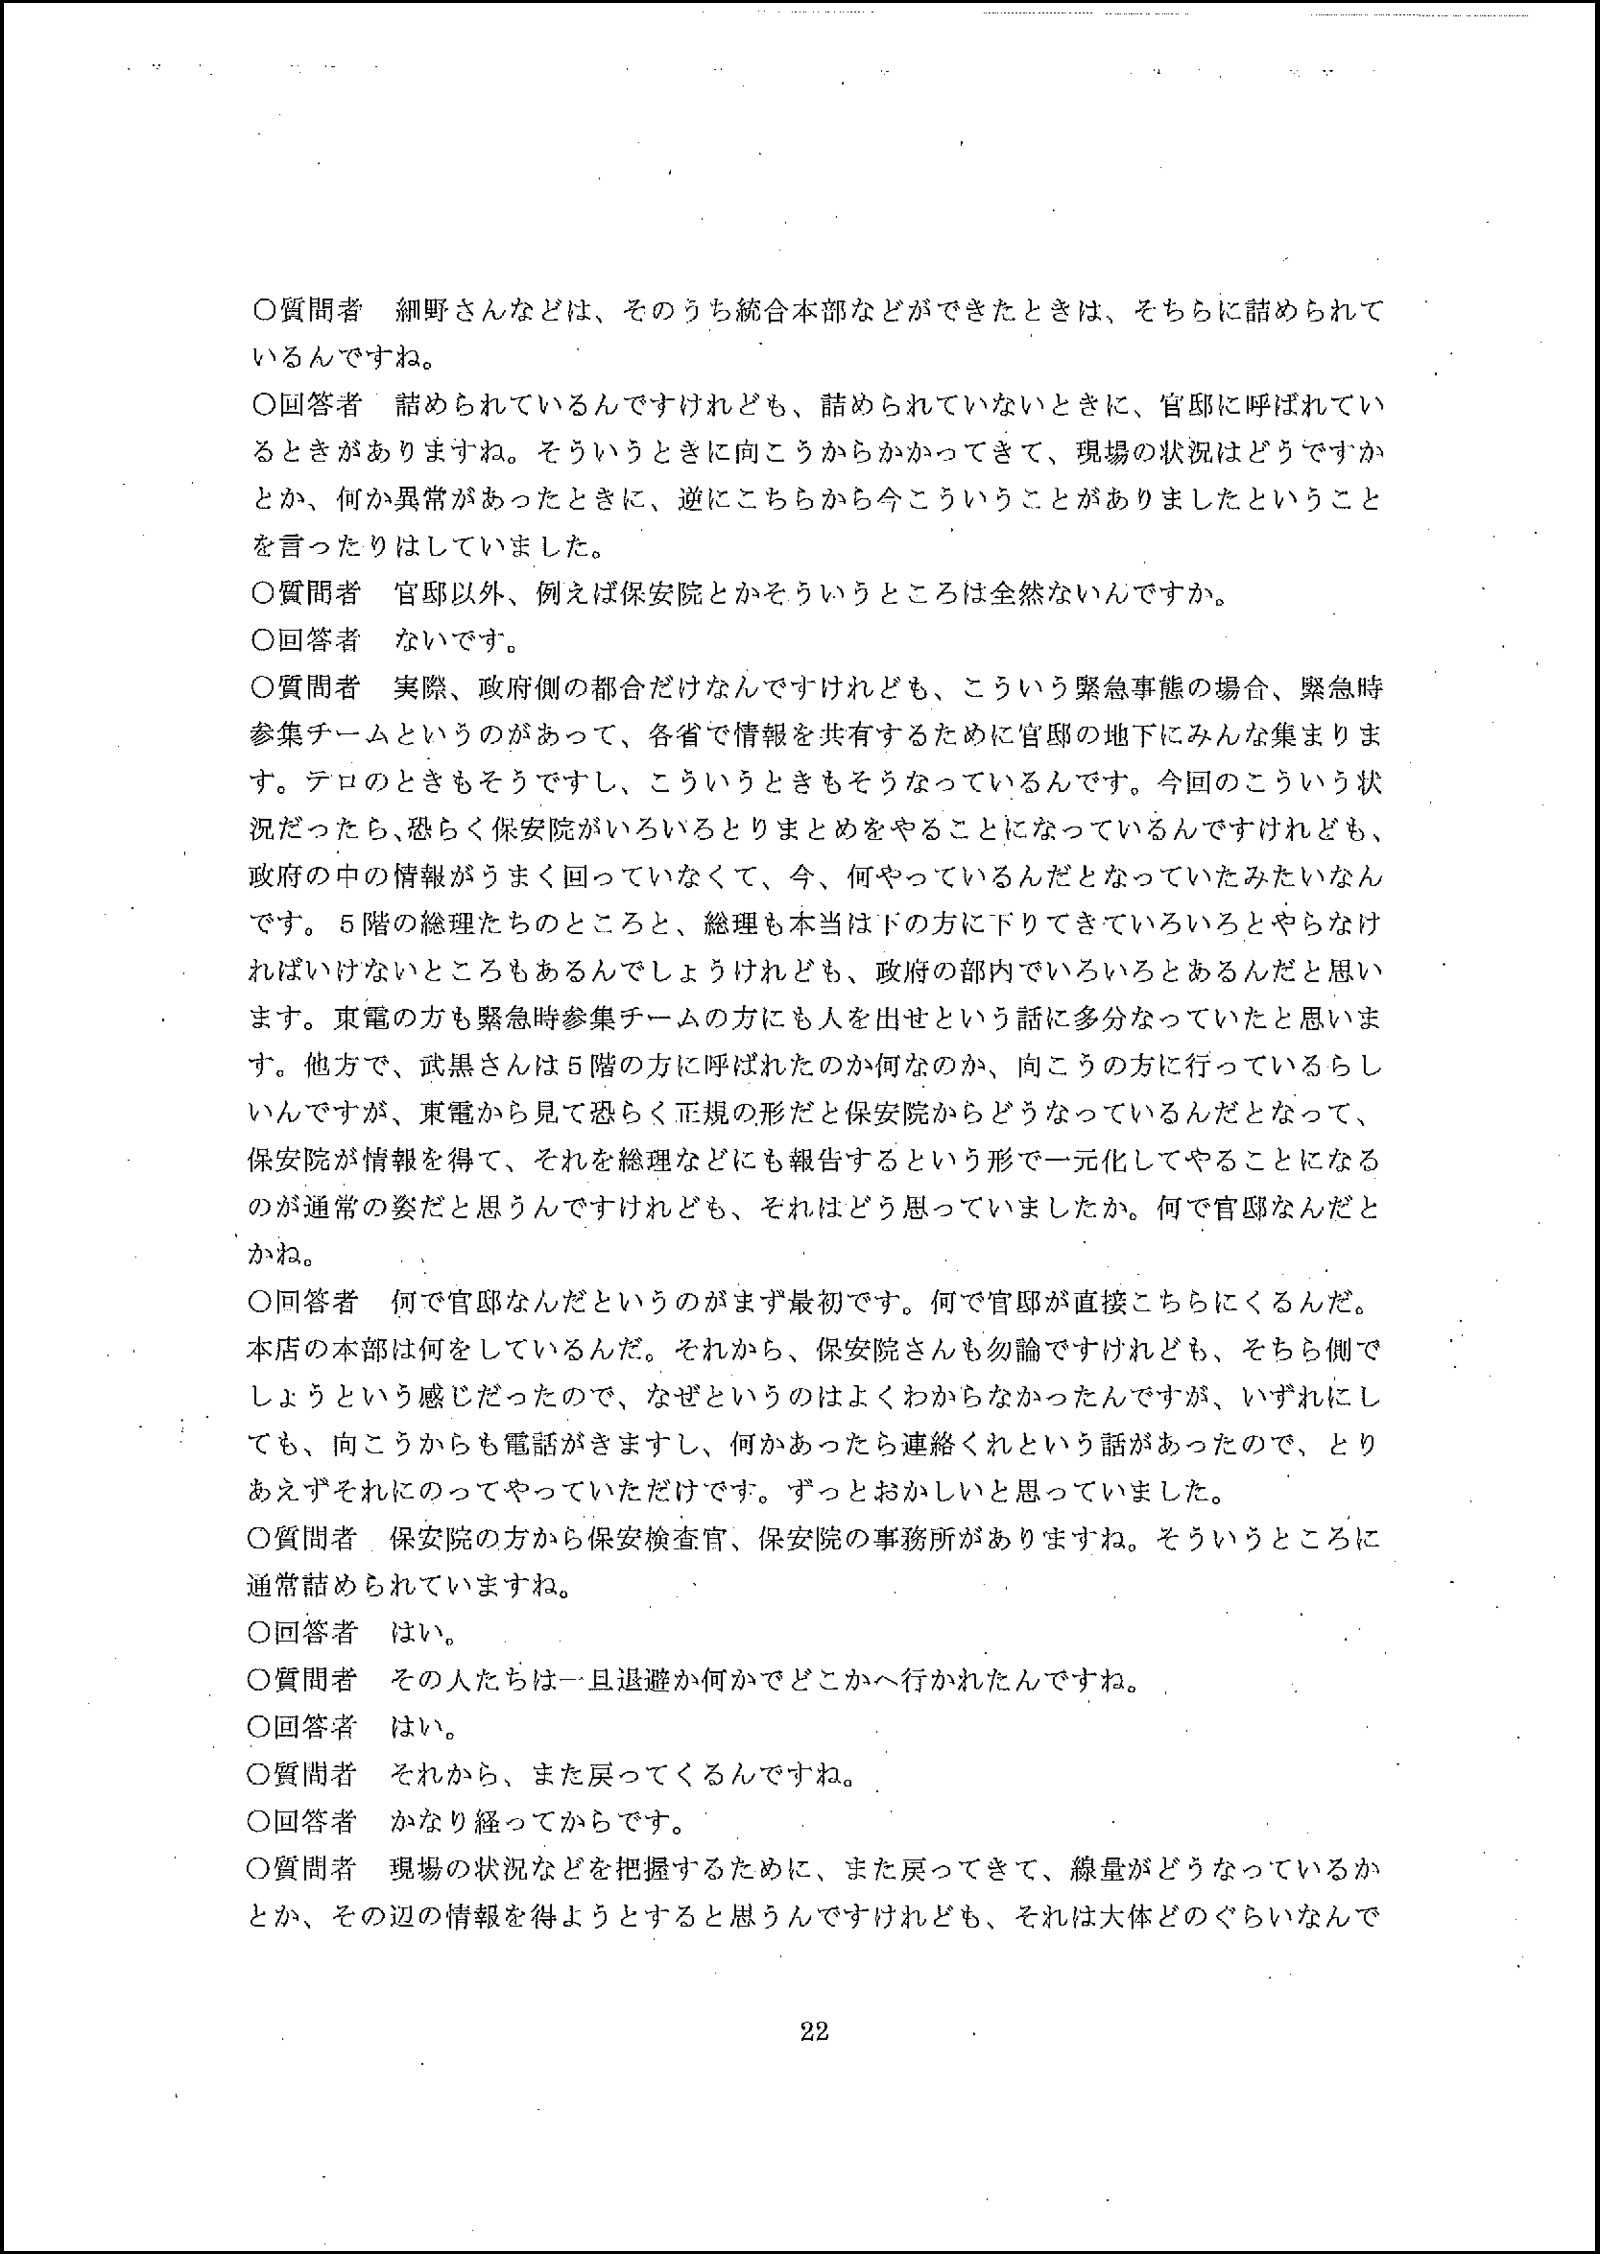 ○質問者　細野さんなどは、そのうち統合本部などができたときは、そちらに詰められて
いるんですね。
○回答者　詰められているんですけれども、詰められていないときに、官邸に呼ばれてい
るときがありますね。そういうときに向こうからかかってきて、現場の状況はどうですか
とか、何か異常があったときに、逆にこちらから今こういうことがありましたということ
を言ったりはしていました。
○質問者　官邸以外、例えば保安院とかそういうところは全然ないんですか。
○回答者　ないです。
○質問者　実際、政府側の都合だけなんですけれども、こういう緊急事態の場合、緊急時
参集チームというのがあって、各省で情報を共有するために官邸の地下にみんな集まりま
す。テロのときもそうですし、こういうときもそうなっているんです。今回のこういう状
況だったら、恐らく保安院がいろいろとりまとめをやることになっているんですけれども、
政府の中の情報がうまく回っていなくて、今、何やっているんだとなっていたみたいなん
です。５階の総理たちのところと、総理も本当は下の方に下りてきていろいろとやらなけ
ればいけないところもあるんでしょうけれども、政府の部内でいろいろとあるんだと思い
ます。東電の方も緊急時参集チームの方にも人を出せという話に多分なっていたと思いま
す。他方で、武黒さんは５階の方に呼ばれたのか何なのか、向こうの方に行っているらし
いんですが、東電から見て恐らく正規の形だと保安院からどうなっているんだとなって、
保安院が情報を得て、それを総理などにも報告するという形で一元化してやることになる
のが通常の姿だと思うんですけれども、それはどう思っていましたか。何で官邸なんだと
かね。
○回答者　何で官邸なんだというのがまず最初です。何で官邸が直接こちらにくるんだ。
本店の本部は何をしているんだ。それから、保安院さんも勿論ですけれども、そちら側で
しょうという感じだったので、なぜというのはよくわからなかったんですが、いずれにし
ても、向こうからも電話がきますし、何かあったら連絡くれという話があったので、とり
あえずそれにのってやっていただけです。ずっとおかしいと思っていました。
○質問者　保安院の方から保安検査官、保安院の事務所がありますね。そういうところに
通常詰められていますね。
○回答者　はい。
○質問者　その人たちは一旦退避か何かでどこかへ行かれたんですね。
○回答者　はい。
○質問者　それから、また戻ってくるんですね。
○回答者　かなり経ってからです。
○質問者　現場の状況などを把握するために、また戻ってきて、線量がどうなっているか
とか、その辺の情報を得ようとすると思うんですけれども、それは大体どのぐらいなんで
22